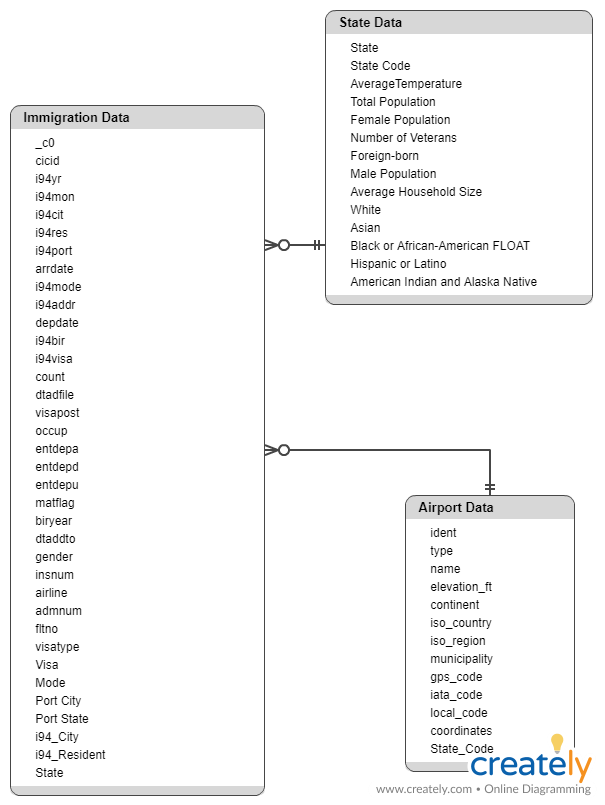 State Data
State
State Code
AverageTemperature
Total Population
Female Population
Number of Veterans
Foreign-born
Male Population
Average Household Size
White
Asian
Black or African-American FLOAT
Hispanic or Latino
American Indian and Alaska Native
Immigration Data
_c0
cicid
i94yr
i94mon
i94cit
i94res
i94port
arrdate
i94mode
i94addr
depdate
i94bir
i94visa
count
dtadfile
visapost
occup
entdepa
entdepd
entdepu
matflag
biryear
dtaddto
gender
insnum
airline
admnum
fltno
visatype
Visa
Mode
Port City
Port State
i94_City
i94_Resident
State
Airport Data
ident
type
name
elevation_ft
continent
iso_country
iso_region
municipality
gps_code
iata_code
local_code
coordinates
State_Code
creately
www.creately.com • Online Diagramming